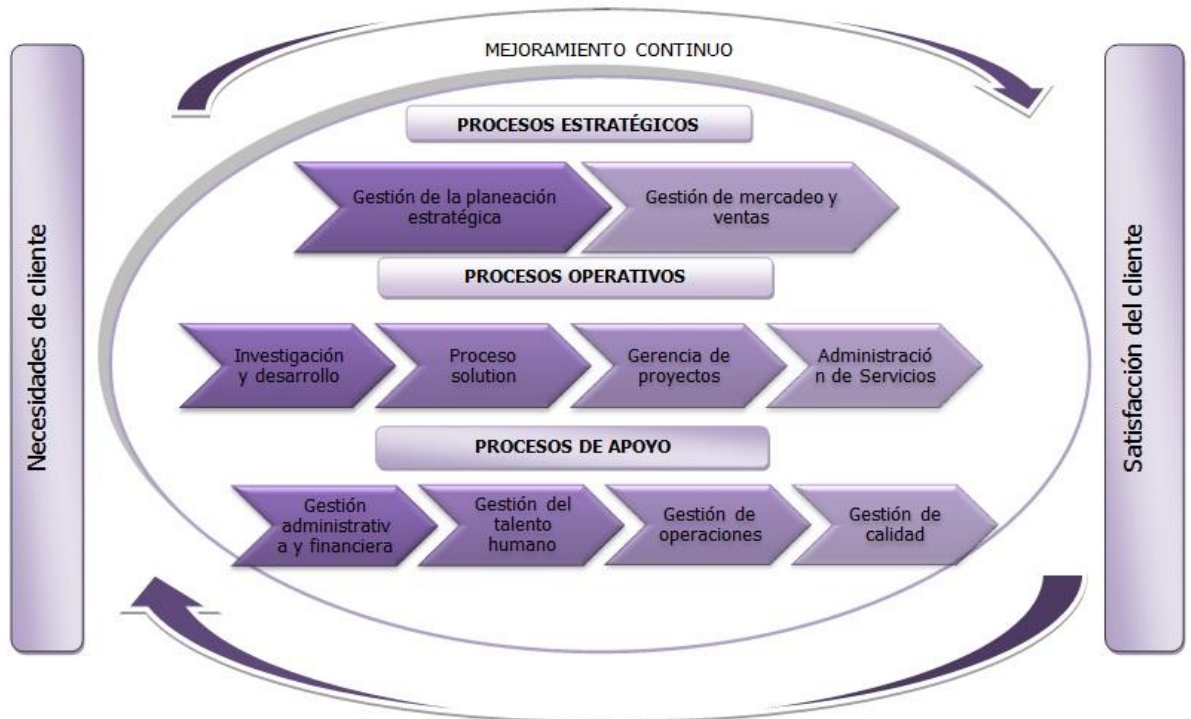 MEJORAMIENTO CONTINUO
Necesidades de cliente
PROCESOS ESTRATÉGICOS
Gestión de la planeación
estratégica
Gestión de mercadeo y
ventas
PROCESOS OPERATIVOS
Investigación
y desarrollo
Proceso
solution
Gerencia de
proyectos
Administració
n de Servicios
PROCESOS DE APOYO
Gestión
administrativ
a y financiera
Gestión del
talento
humano
Gestión de
operaciones
Gestión de
calidad
Satisfacción del cliente